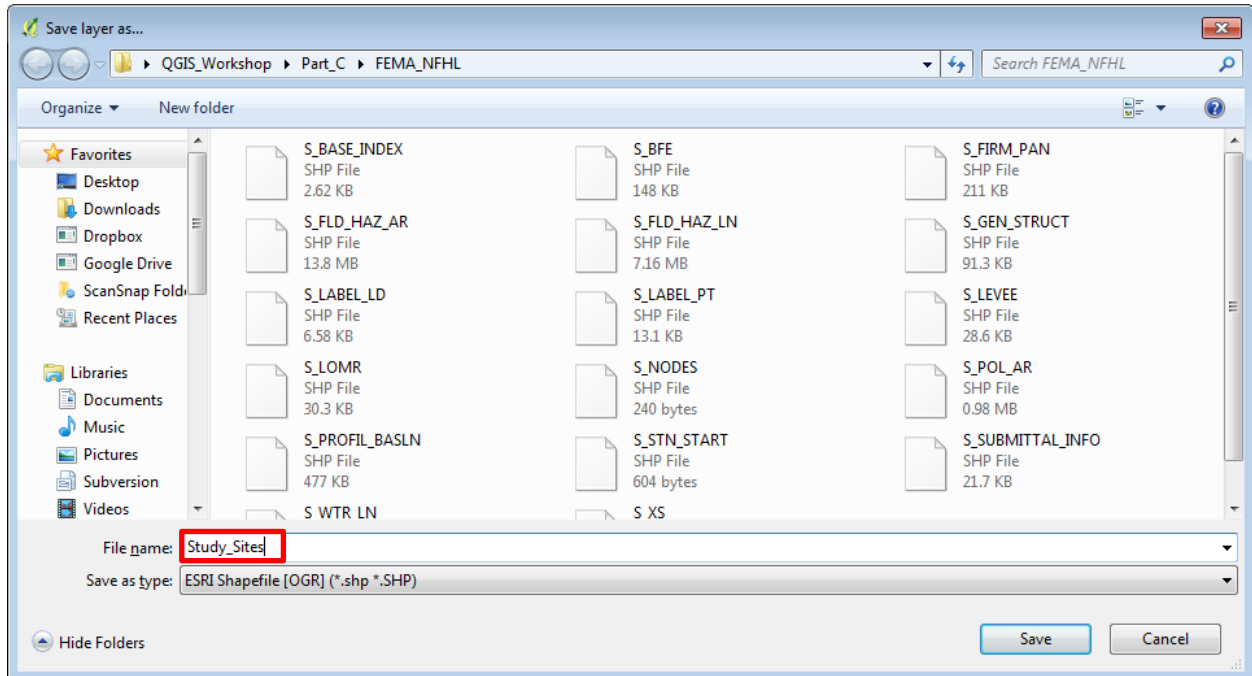 Save layer as...
QGIS_Workshop Part_C FEMA_NFHL
Search FEMA_NFHL
Organize New folder
Favorites
Desktop
Downloads
Dropbox
Google Drive
ScanSnap Folde
Recent Places
Libraries
Documents
Music
Pictures
Subversion
Videos
S_BASE_INDEX
SHP File
2.62 KB
S_BFE
SHP File
148 KB
S_FIRM_PAN
SHP File
211 KB
S_FLD_HAZ_AR
SHP File
13.8 MB
S_FLD_HAZ_LN
SHP File
7.16 MB
S_GEN_STRUCT
SHP File
91.3 KB
S_LABEL_LD
SHP File
6.58 KB
S_LABEL_PT
SHP File
13.1 KB
S_LEVEE
SHP File
28.6 KB
S_LOMR
SHP File
30.3 KB
S_NODES
SHP File
240 bytes
S_POL_AR
SHP File
0.98 MB
S_PROFIL_BASLN
SHP File
477 KB
S_STN_START
SHP File
604 bytes
S_SUBMITTAL_INFO
SHP File
21.7 KB
S_WTR_LN
S_XS
File name: Study_Sites
Save as type: ESRI Shapefile [OGR] (*.shp *.SHP)
Hide Folders
Save Cancel